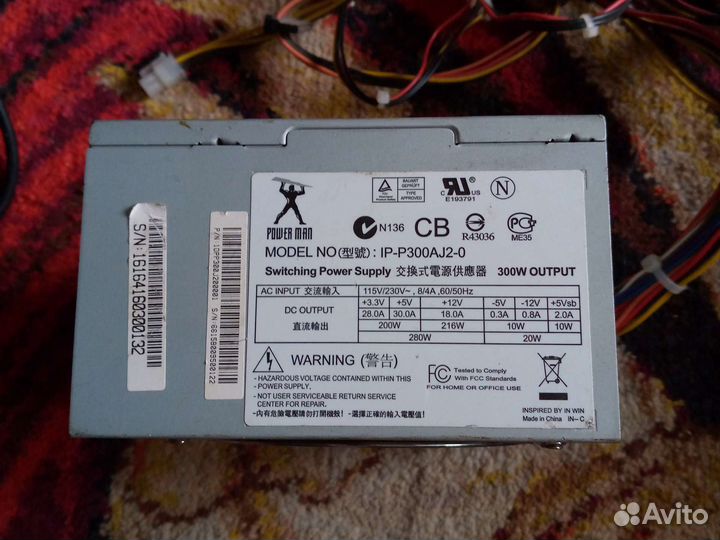 S/N:16164160300132
P/N:1DPP300J200001
S/N:66158009550122
POWER MAN
BAUART GEPRÜFT
TYPE APPROVED
c UR US
E193791
N
N136
CB
R43036
PC
ME35
MODEL NO(型號): IP-P300AJ2-0
Switching Power Supply 交換式電源供應器 300W OUTPUT
AC INPUT 交流輸入 115V/230V~, 8/4A,60/50Hz
DC OUTPUT 直流輸出
+3.3V +5V +12V -5V -12V +5Vsb
28.0A 30.0A 18.0A 0.3A 0.8A 2.0A
200W 216W 10W 10W
280W 20W
WARNING (警告)
- HAZARDOUS VOLTAGE CONTAINED WITHIN THIS
POWER SUPPLY.
- NOT USER SERVICEABLE RETURN SERVICE
CENTER FOR REPAIR.
-內有危險電壓請勿打開機殼! -選擇正確的輸入電壓值!
FC Tested to Comply
With FCC Standards
FOR HOME OR OFFICE USE
INSPIRED BY IN WIN
Made in China IN-C
Avito